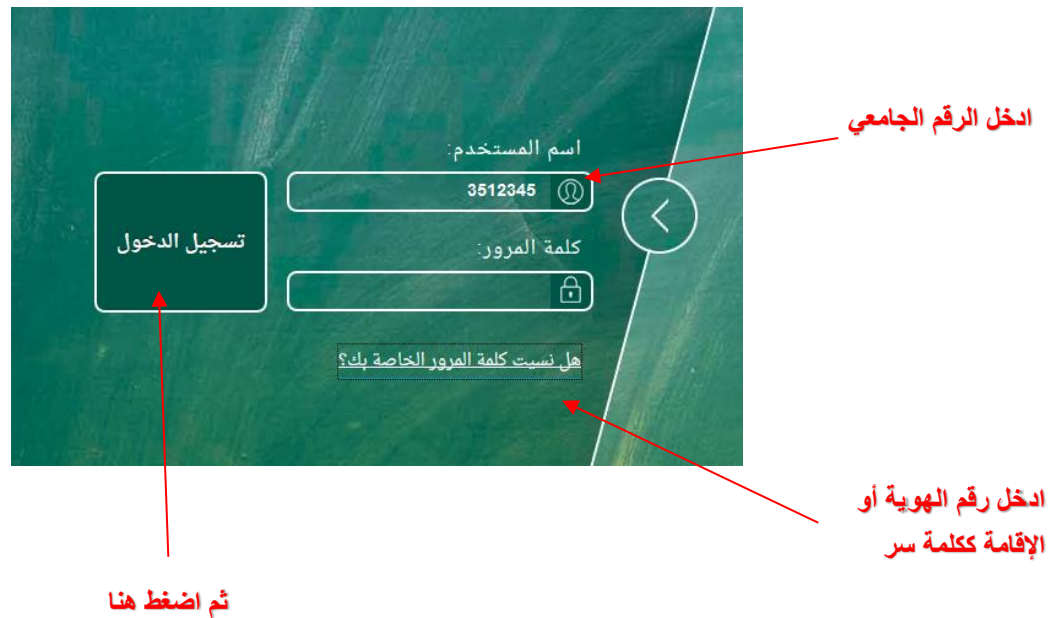 ادخل الرقم الجامعي
اسم المستخدم:
3512345
تسجيل الدخول
كلمة المرور:
هل نسيت كلمة المرور الخاصة بك؟
ادخل رقم الهوية أو
الإقامة ككلمة سر
ثم اضغط هنا